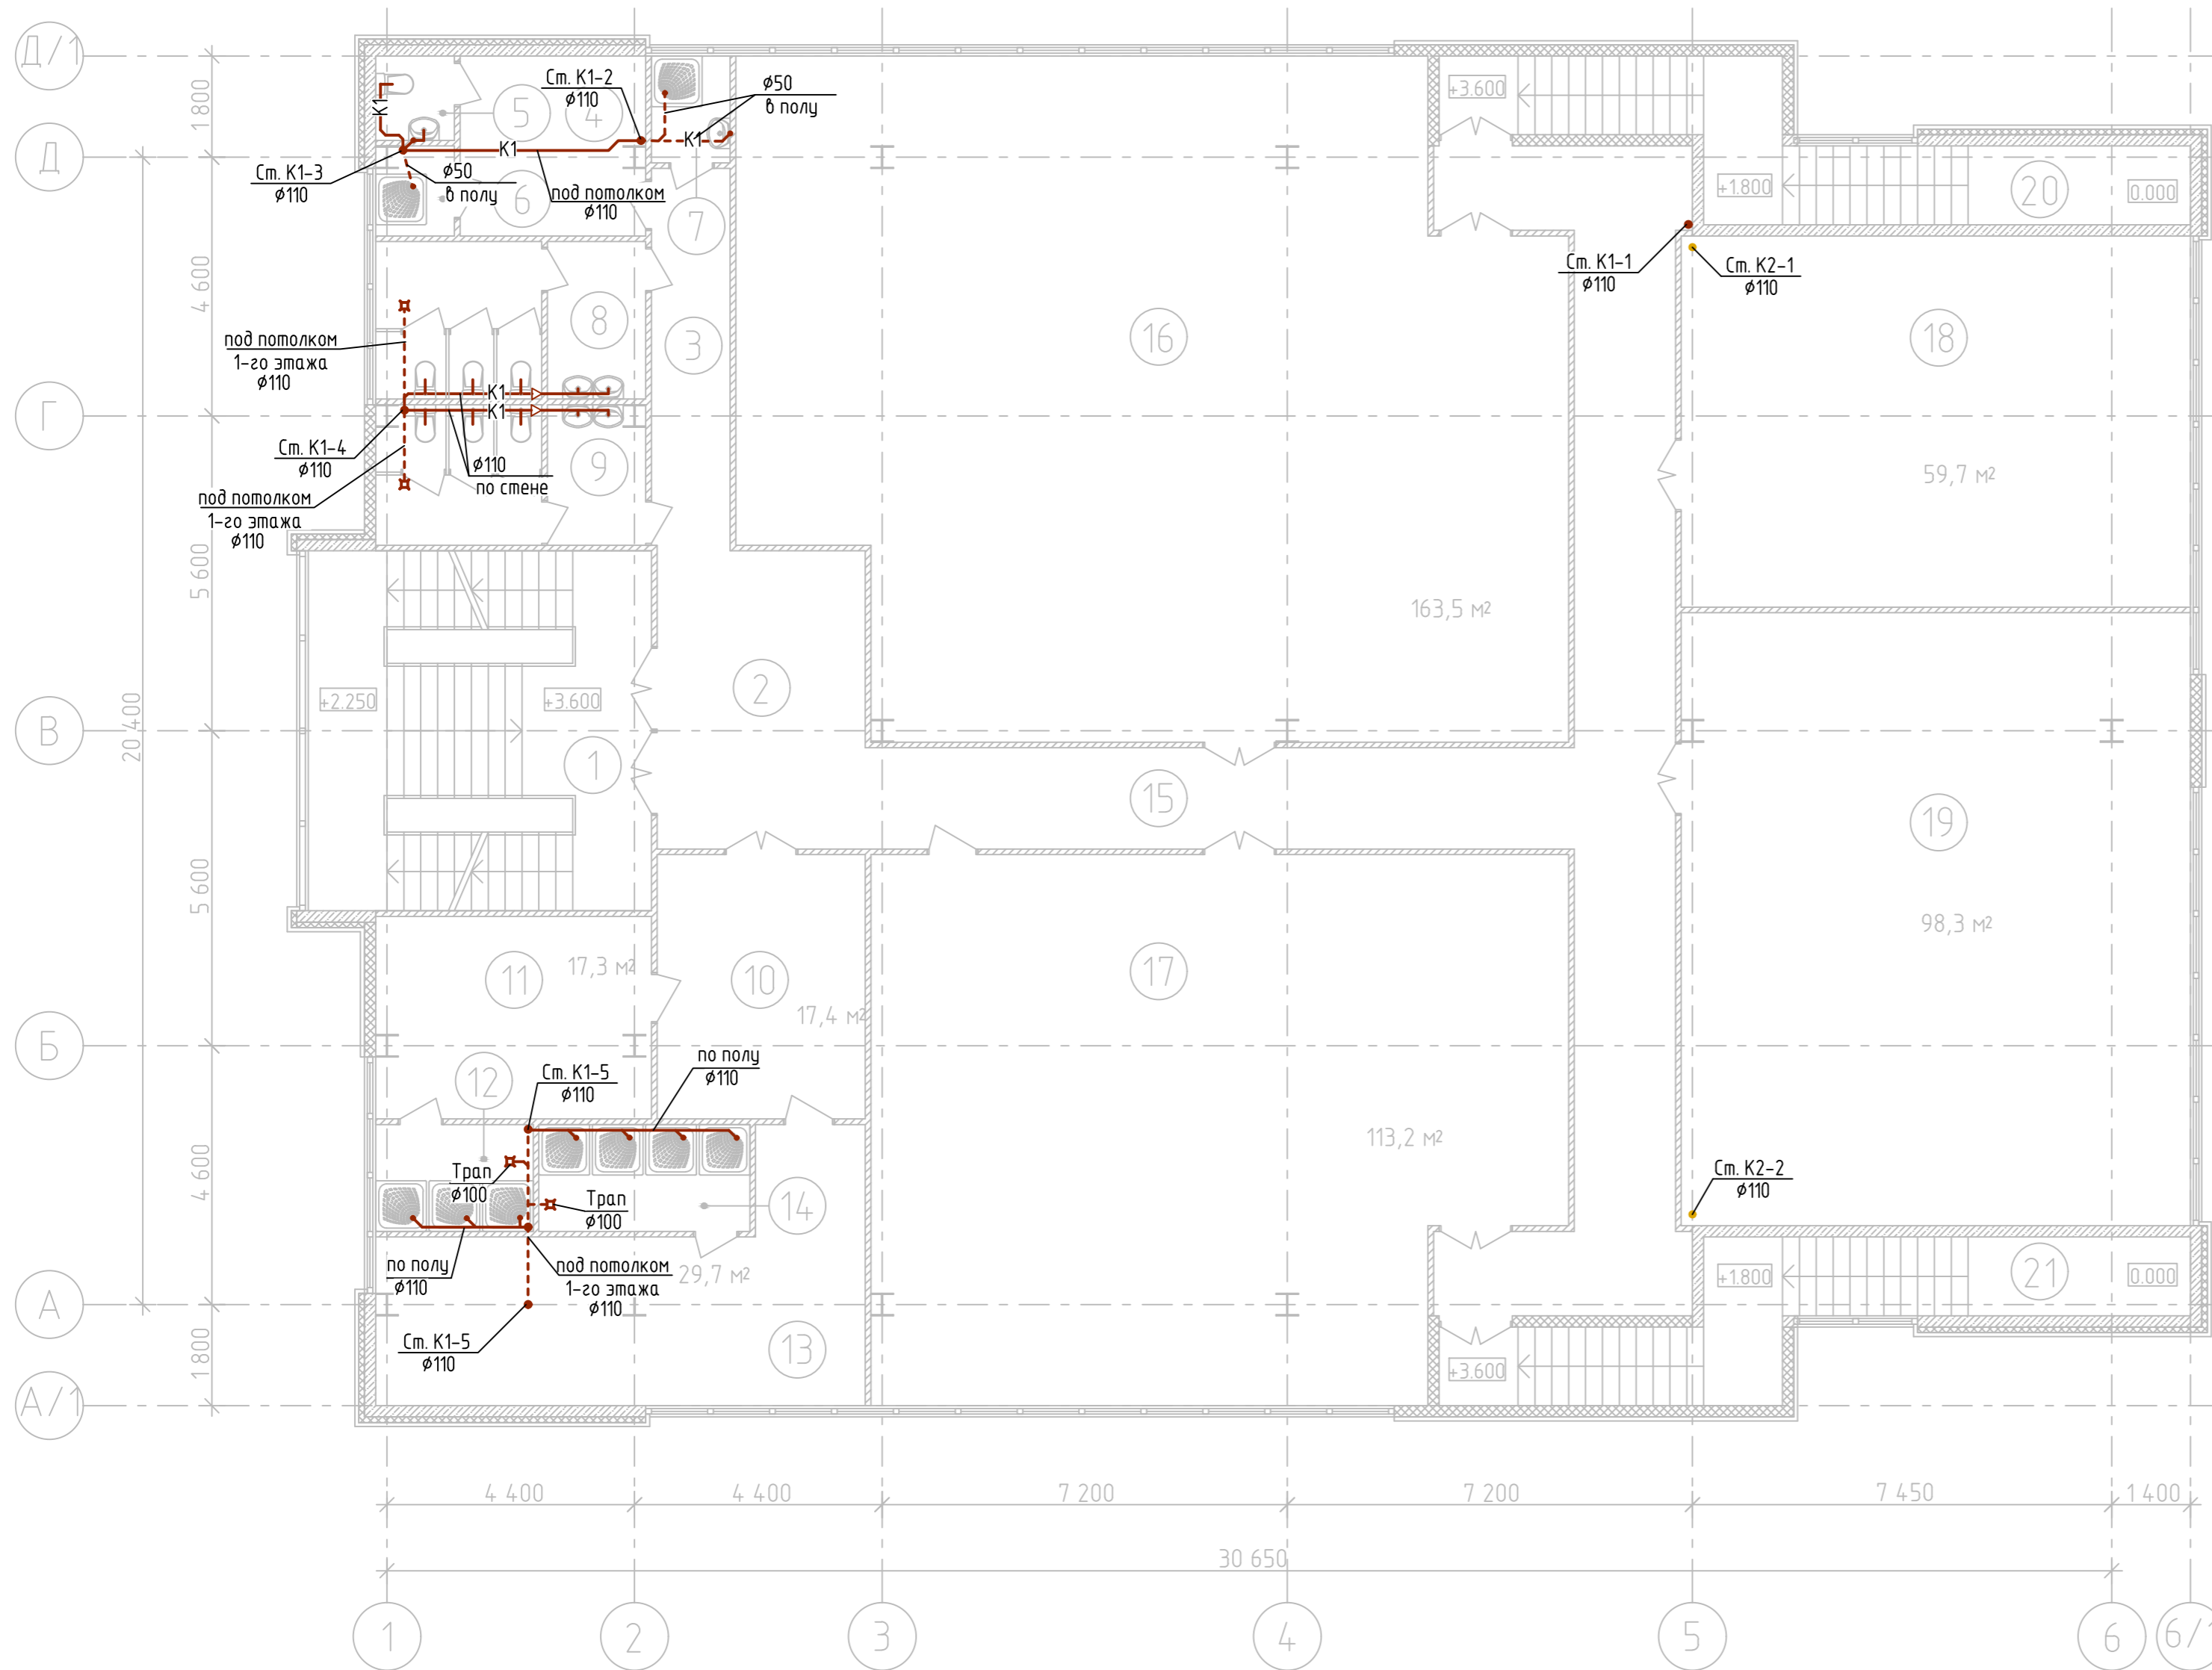 Д/1
Д
Г
В
Б
А
А/1
1 800
4 600
5 600
5 600
4 600
1 800
20 400
Ст. К1-2
ø110
ø50
в полу
К1
5
4
К1
К1
Ст. К1-3
ø110
ø50
в полу
под потолком
ø110
6
7
+3.600
+1.800
20
0.000
Ст. К1-1
ø110
Ст. К2-1
ø110
8
3
16
18
под потолком
1-го этажа
ø110
К1
К1
Ст. К1-4
ø110
ø110
по стене
9
59,7 м²
под потолком
1-го этажа
ø110
163,5 м²
+2.250
+3.600
2
1
15
19
11
17,3 м²
10
17,4 м²
17
98,3 м²
12
Ст. К1-5
ø110
по полу
ø110
113,2 м²
Трап
ø100
Трап
ø100
14
Ст. К2-2
ø110
по полу
ø110
под потолком
1-го этажа
ø110
29,7 м²
+1.800
21
0.000
Ст. К1-5
ø110
13
+3.600
4 400
4 400
7 200
7 200
7 450
1 400
30 650
1
2
3
4
5
6
6/1